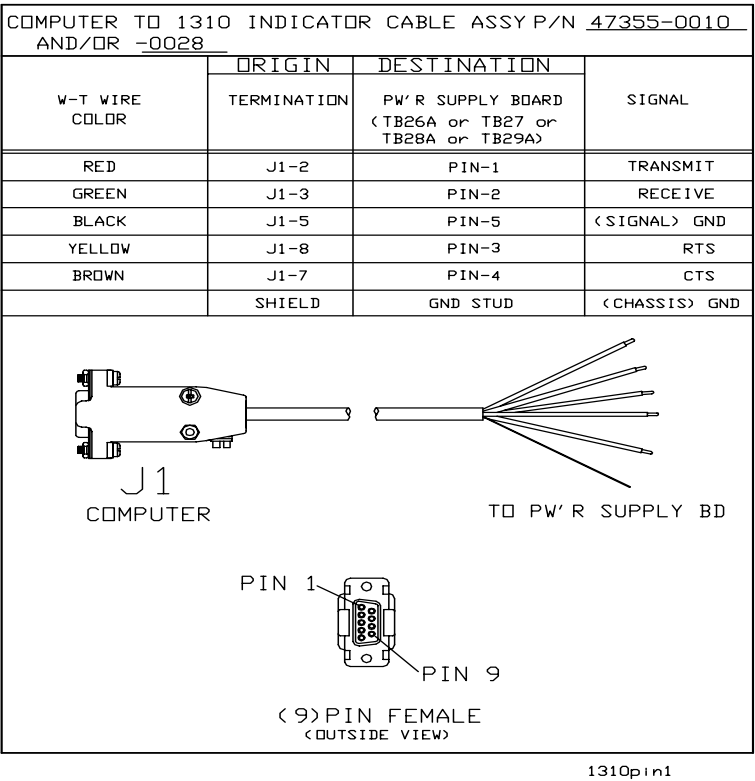 COMPUTER TO 1310 INDICATOR CABLE ASSY P/N 47355-0010
AND/OR -0028
ORIGIN DESTINATION
W-T WIRE COLOR TERMINATION PW'R SUPPLY BOARD (TB26A or TB27 or TB28A or TB29A) SIGNAL
RED J1-2 PIN-1 TRANSMIT
GREEN J1-3 PIN-2 RECEIVE
BLACK J1-5 PIN-5 (SIGNAL) GND
YELLOW J1-8 PIN-3 RTS
BROWN J1-7 PIN-4 CTS
SHIELD GND STUD (CHASSIS) GND
J1
COMPUTER
TO PW'R SUPPLY BD
PIN 1
PIN 9
(9)PIN FEMALE
(OUTSIDE VIEW)
1310pin1